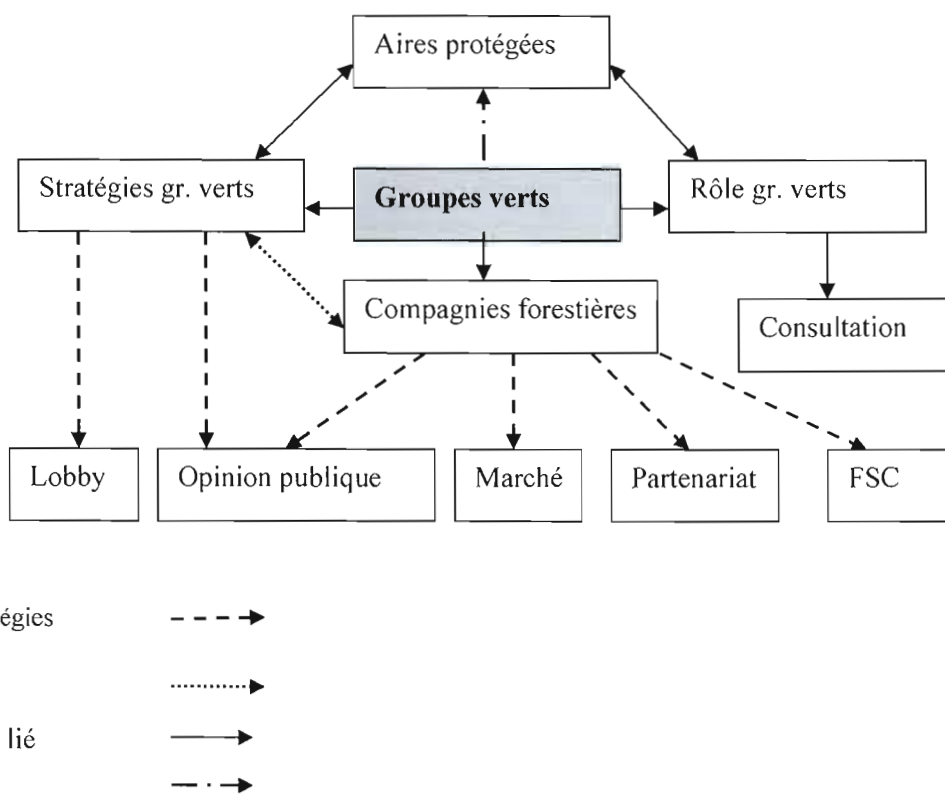 Aires protégées
Stratégies gr. verts
Groupes verts
Rôle gr. verts
Compagnies forestières
Consultation
Lobby
Opinion publique
Marché
Partenariat
FSC
égies
lié